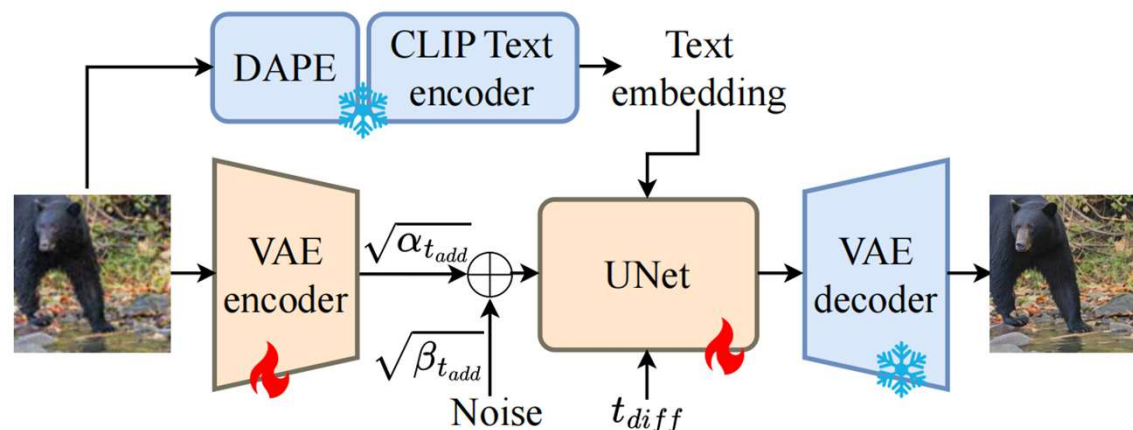 DAPE
CLIP Text
encoder
Text
embedding
VAE
encoder
√α_{t_{add}}
√β_{t_{add}}
Noise
UNet
t_{diff}
VAE
decoder